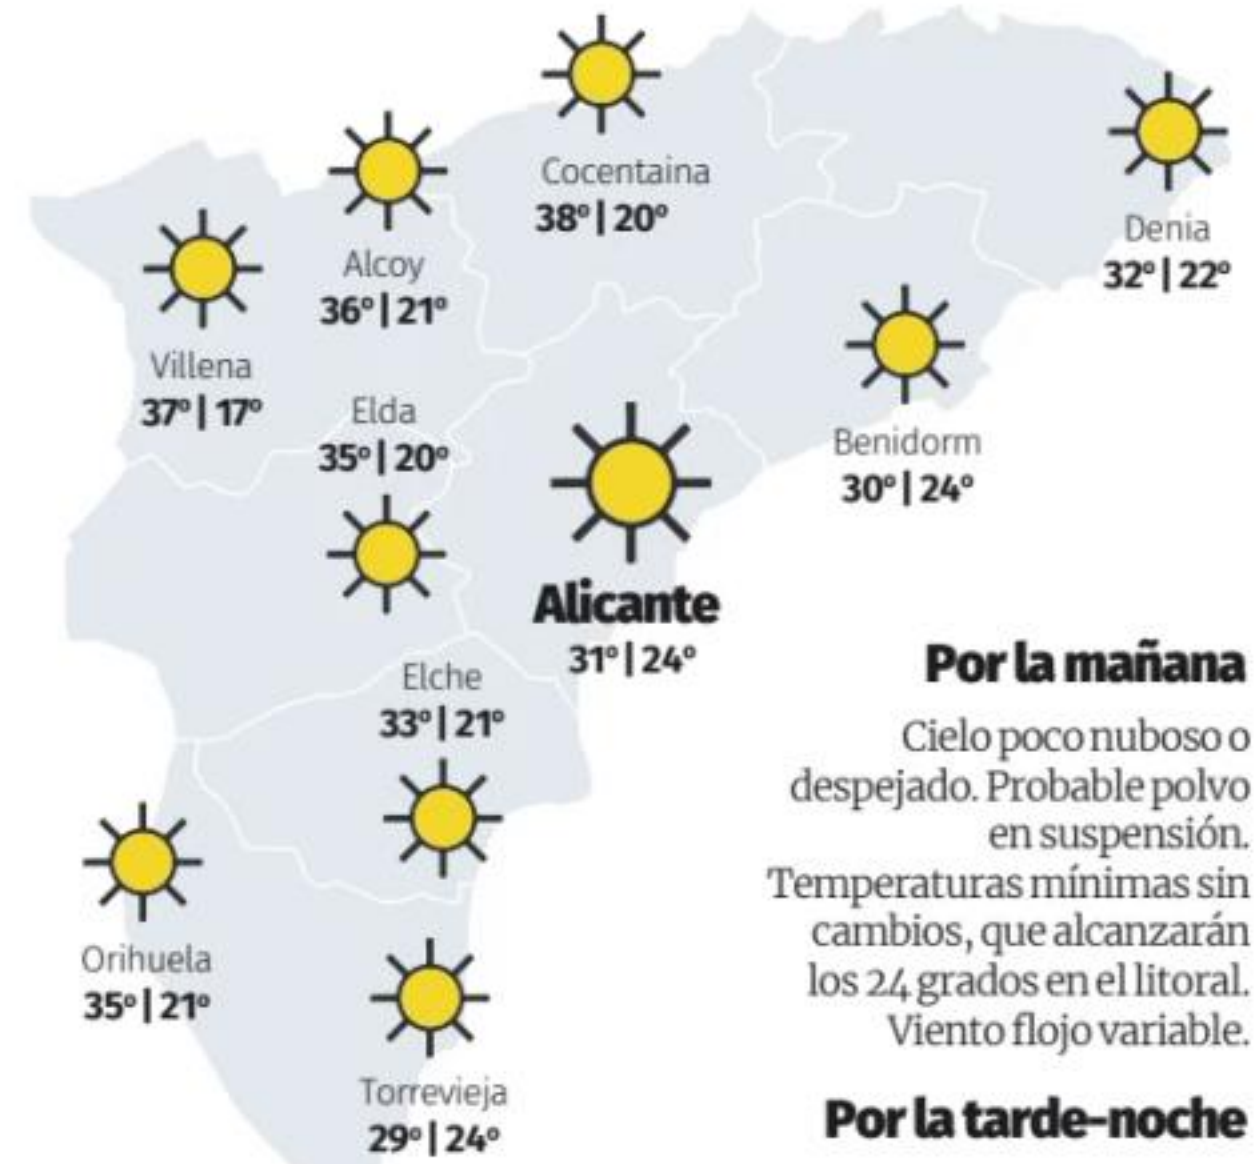 Cocentaina
38º|20º
Denia
32º|22º
Alcoy
36º|21º
Villena
37º|17º
Elda
35º|20º
Benidorm
30º|24º
Alicante
31º|24º
Elche
33º|21º
Orihuela
35º|21º
Torrevieja
29º|24º
Por la mañana
Cielo poco nuboso o
despejado. Probable polvo
en suspensión.
Temperaturas mínimas sin
cambios, que alcanzarán
los 24 grados en el litoral.
Viento flojo variable.
Por la tarde-noche